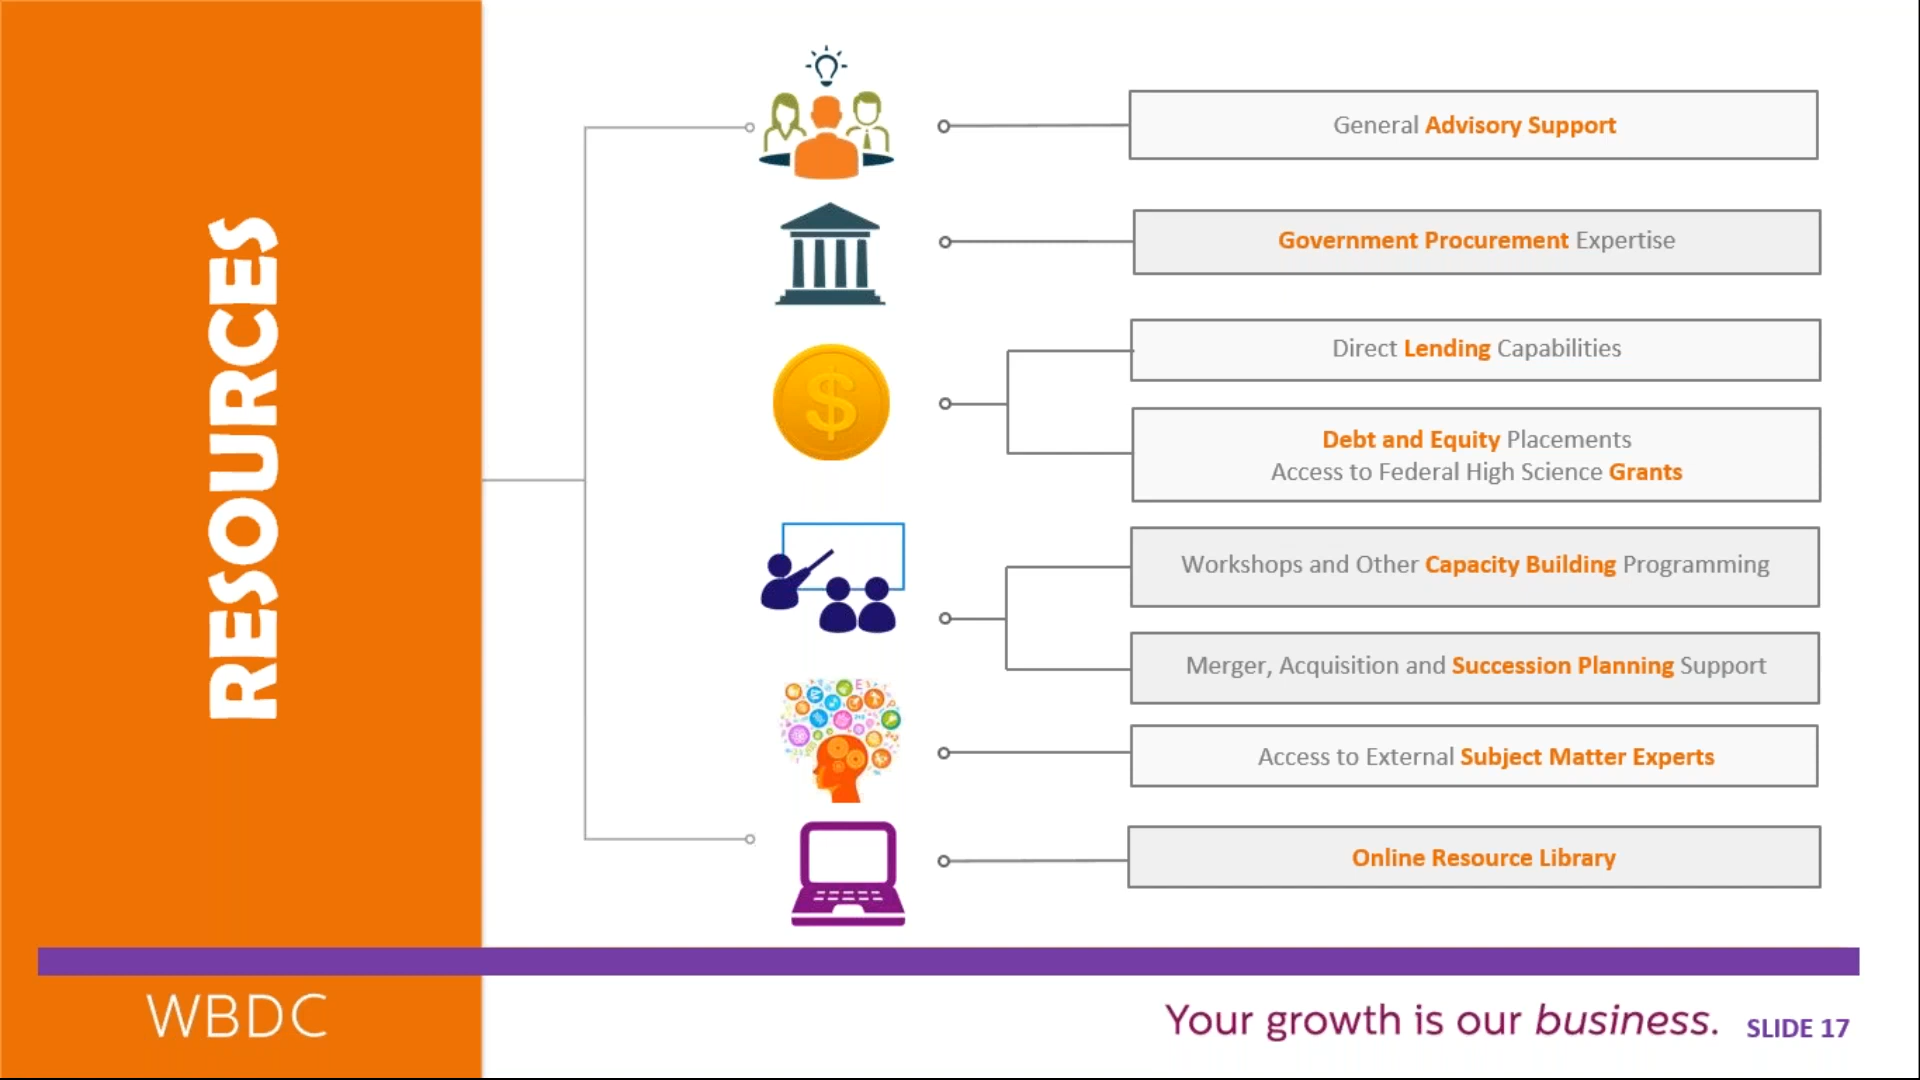 RESOURCES
General Advisory Support
Government Procurement Expertise
Direct Lending Capabilities
Debt and Equity Placements
Access to Federal High Science Grants
Workshops and Other Capacity Building Programming
Merger, Acquisition and Succession Planning Support
Access to External Subject Matter Experts
Online Resource Library
WBDC
Your growth is our business.
SLIDE 17